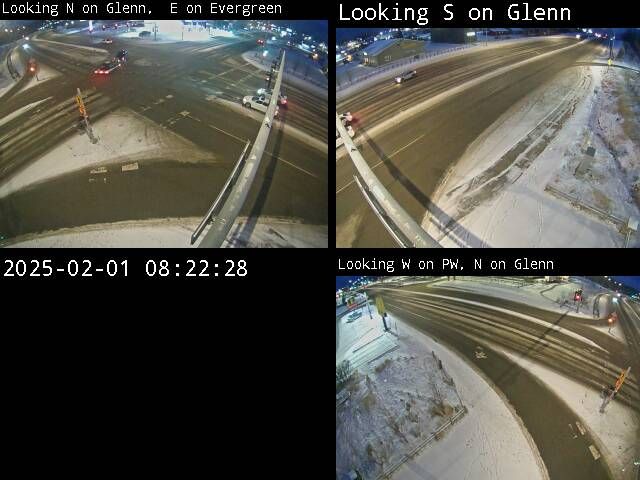 Looking N on Glenn,  E on Evergreen
Looking S on Glenn
2025-02-01 08:22:28
Looking W on PW, N on Glenn